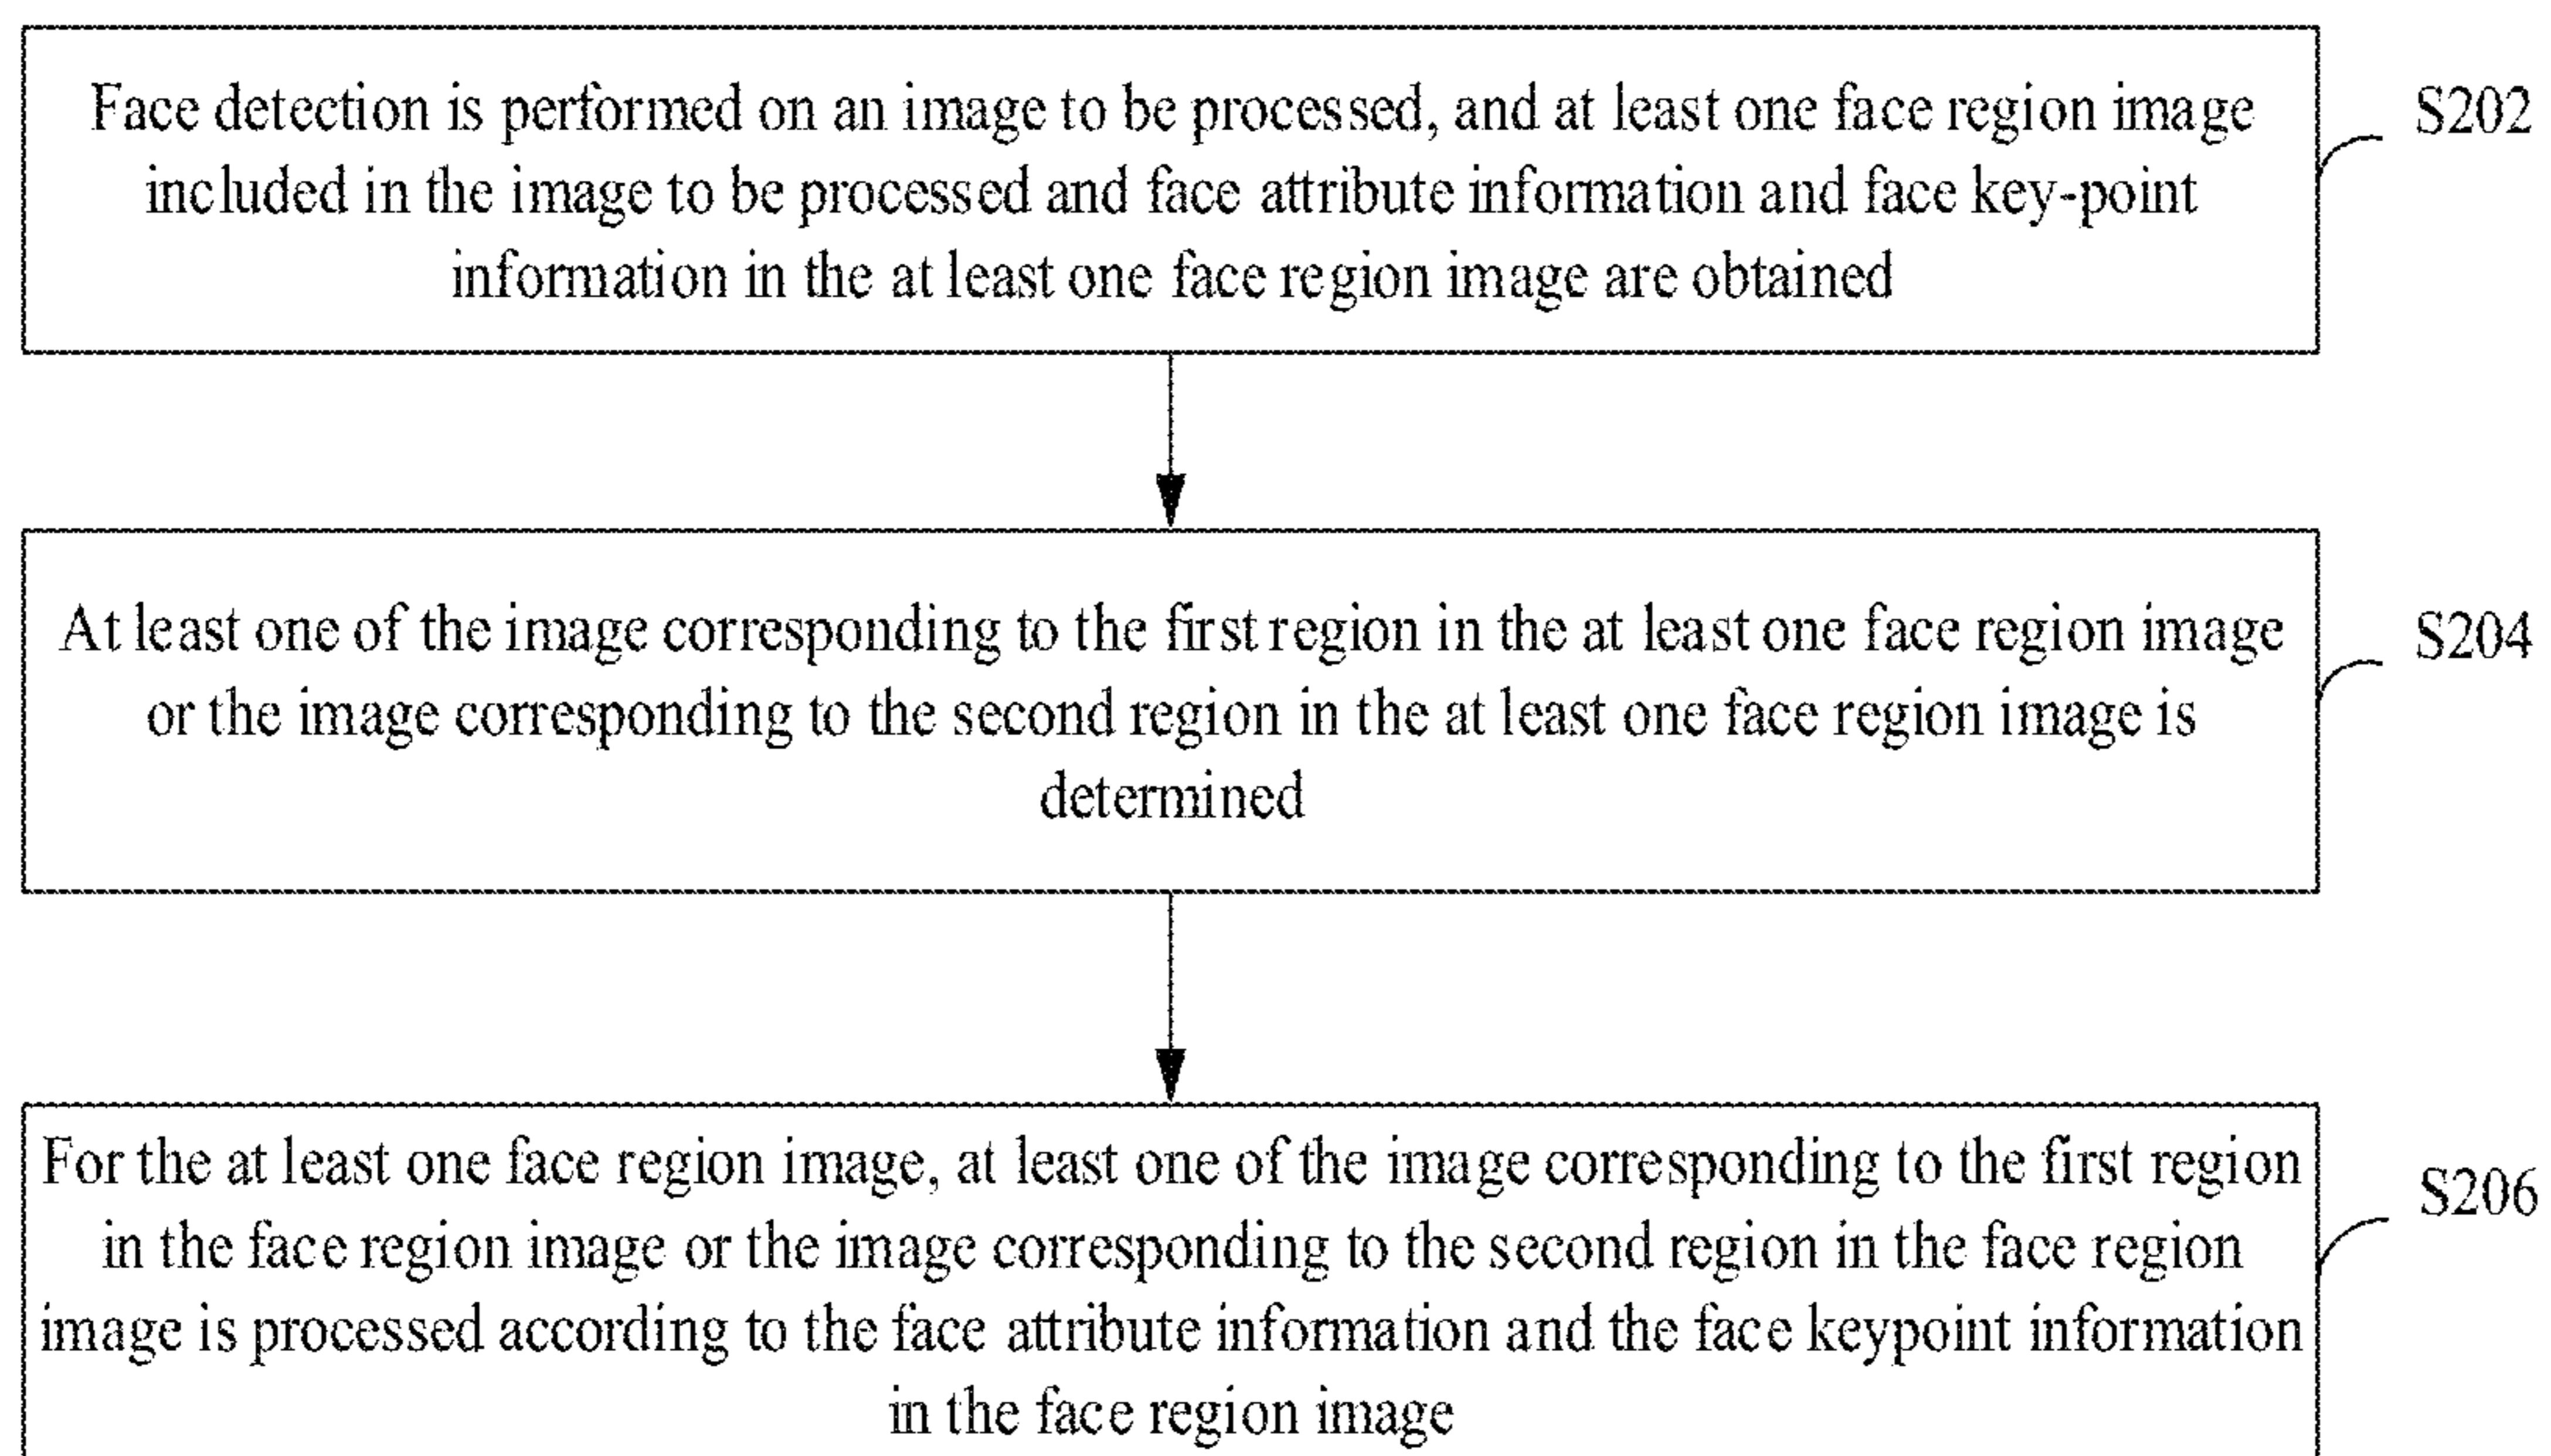 Face detection is performed on an image to be processed, and at least one face region image
included in the image to be processed and face attribute information and face key-point
information in the at least one face region image are obtained
S202
At least one of the image corresponding to the first region in the at least one face region image
or the image corresponding to the second region in the at least one face region image is
determined
S204
For the at least one face region image, at least one of the image corresponding to the first region
in the face region image or the image corresponding to the second region in the face region
image is processed according to the face attribute information and the face keypoint information
in the face region image
S206